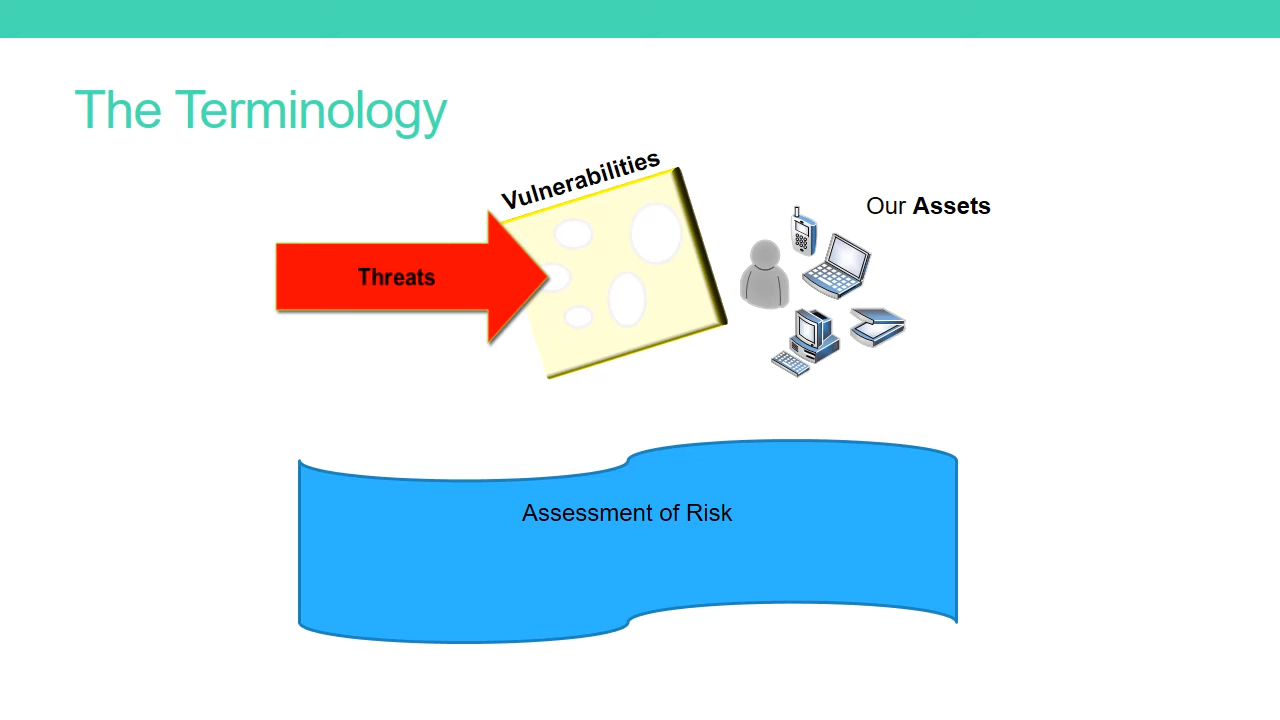 The Terminology
Vulnerabilities
Our Assets
Threats
Assessment of Risk